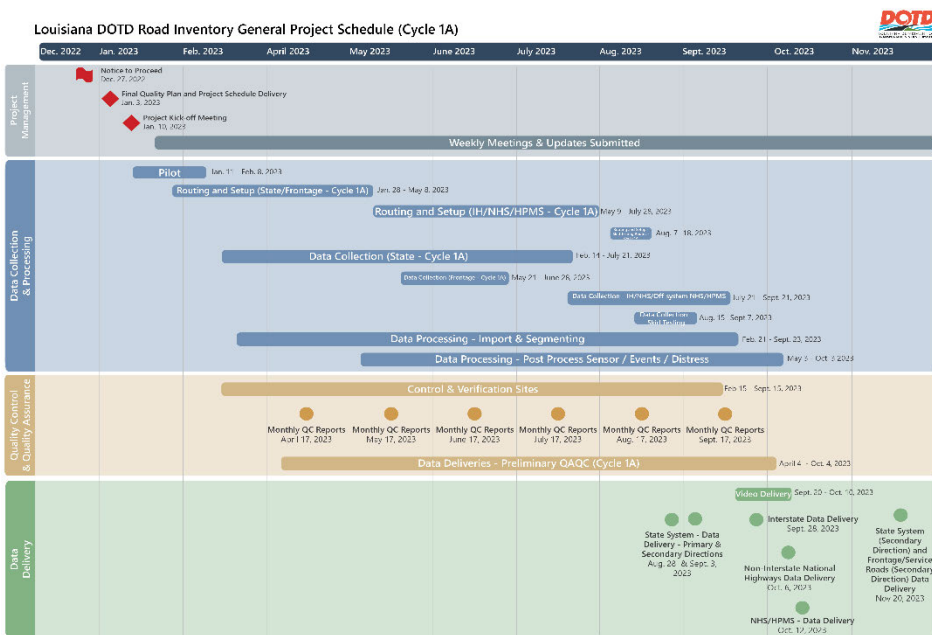 Louisiana DOTD Road Inventory General Project Schedule (Cycle 1A)
DOTD
Dec. 2022 Jan. 2023 Feb. 2023 April 2023 May 2023 June 2023 July 2023 Aug. 2023 Sept. 2023 Oct. 2023 Nov. 2023
Project
Management
Notice to Proceed
Dec. 27, 2022
Final Quality Plan and Project Schedule Delivery
Jan. 3, 2023
Project Kick-off Meeting
Jan. 10, 2023
Weekly Meetings & Updates Submitted
Data Collection
& Processing
Pilot Jan. 11 - Feb. 8, 2023
Routing and Setup (State/Frontage - Cycle 1A) Jan. 28 - May 8, 2023
Routing and Setup (IH/NHS/HPMS - Cycle 1A) May 9 - July 29, 2023
Aug. 7 - 18, 2023
Data Collection (State - Cycle 1A) Feb. 14 - July 21, 2023
Data Collection (Frontage - Cycle 1A) May 21 - June 26, 2023
Data Collection - IH/NHS/Off system NHS/HPMS July 21 - Sept. 21, 2023
Data Collection
Skid Testing
Aug. 15 - Sept 7, 2023
Data Processing - Import & Segmenting Feb. 21 - Sept. 23, 2023
Data Processing - Post Process Sensor / Events / Distress May 3 - Oct. 3 2023
Quality Control
& Quality Assurance
Control & Verification Sites Feb 15 - Sept. 15, 2023
Monthly QC Reports
April 17, 2023
Monthly QC Reports
May 17, 2023
Monthly QC Reports
June 17, 2023
Monthly QC Reports
July 17, 2023
Monthly QC Reports
Aug. 17, 2023
Monthly QC Reports
Sept. 17, 2023
Data Deliveries - Preliminary QAQC (Cycle 1A) April 4 - Oct. 4, 2023
Data
Delivery
Video Delivery Sept. 20 - Oct. 10, 2023
State System - Data
Delivery - Primary &
Secondary Directions
Aug. 28 & Sept. 3,
2023
Interstate Data Delivery
Sept. 28, 2023
Non-Interstate National
Highways Data Delivery
Oct. 6, 2023
NHS/HPMS - Data Delivery
Oct. 12, 2023
State System
(Secondary
Direction) and
Frontage/Service
Roads (Secondary
Direction) Data
Delivery
Nov 20, 2023